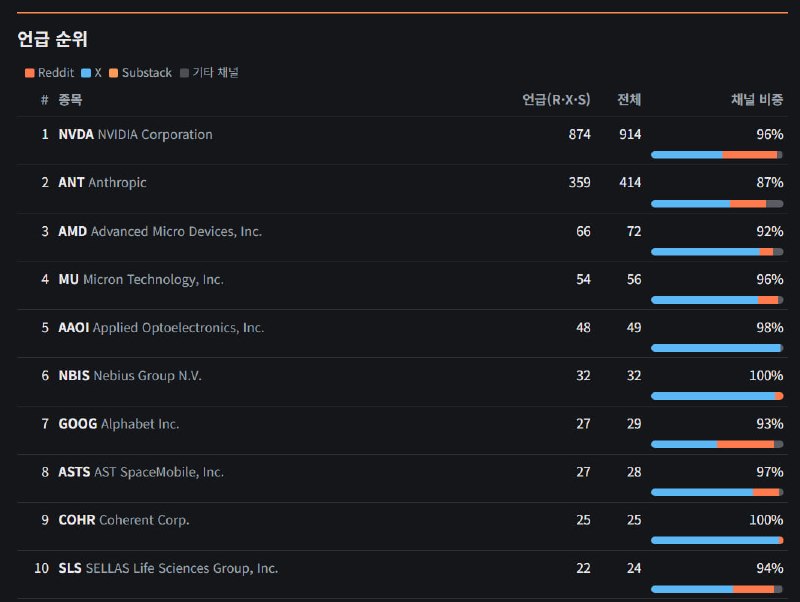 언급 순위
Reddit X Substack 기타 채널
# 종목 언급(R·X·S) 전체 채널 비중
1 NVDA NVIDIA Corporation 874 914 96%
2 ANT Anthropic 359 414 87%
3 AMD Advanced Micro Devices, Inc. 66 72 92%
4 MU Micron Technology, Inc. 54 56 96%
5 AAOI Applied Optoelectronics, Inc. 48 49 98%
6 NBIS Nebius Group N.V. 32 32 100%
7 GOOG Alphabet Inc. 27 29 93%
8 ASTS AST SpaceMobile, Inc. 27 28 97%
9 COHR Coherent Corp. 25 25 100%
10 SLS SELLAS Life Sciences Group, Inc. 22 24 94%